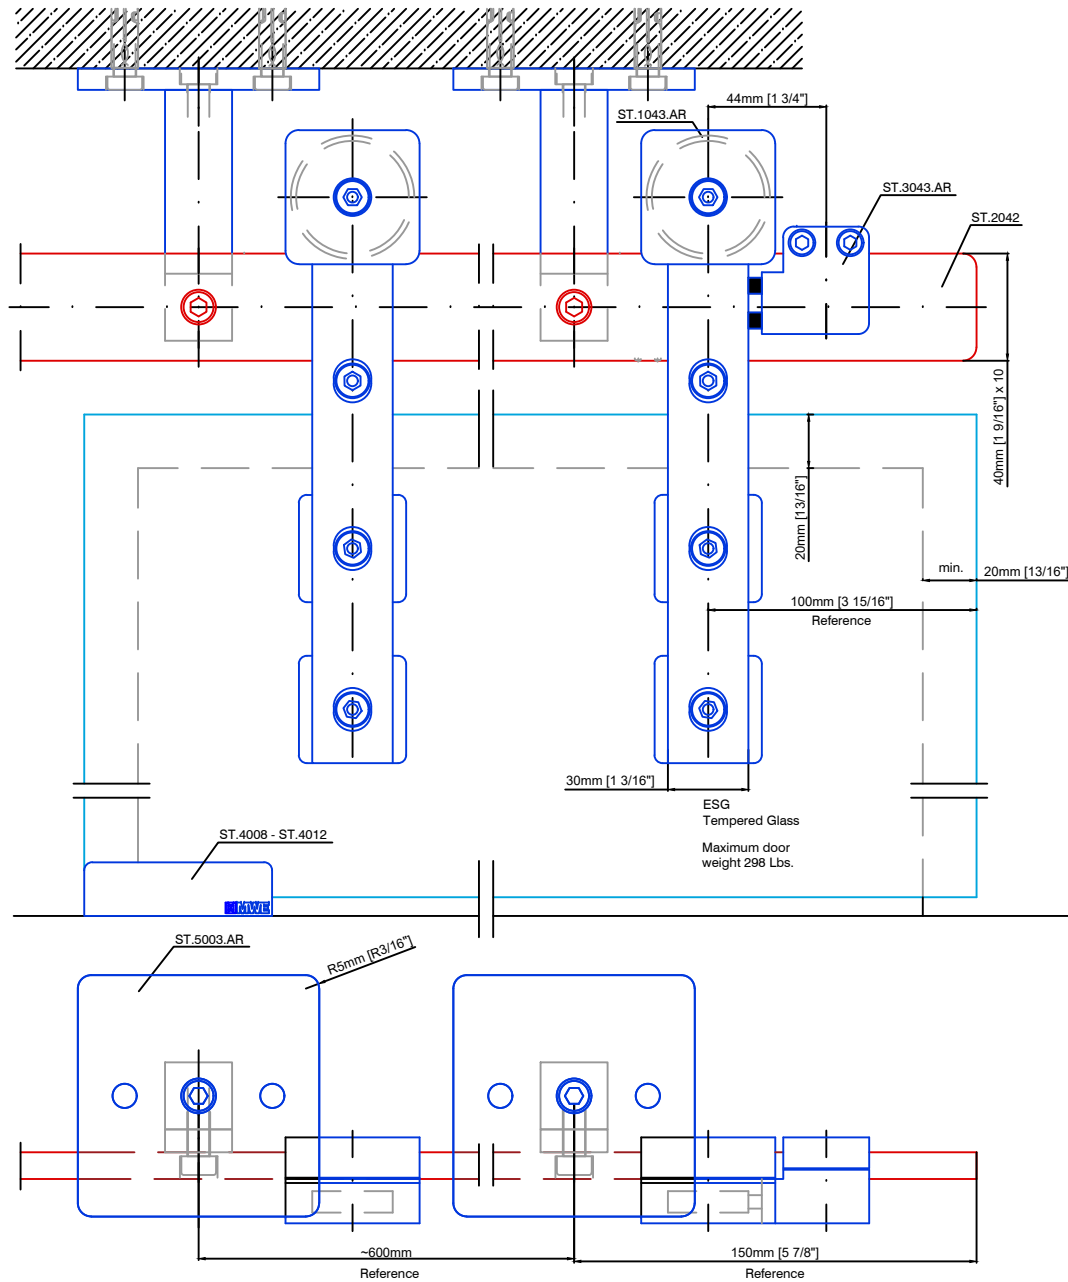 44mm [1 3/4"]
ST.1043.AR
ST.3043.AR
ST.2042
40mm [1 9/16"] x 10
20mm [13/16"]
min.
20mm [13/16"]
100mm [3 15/16"]
Reference
30mm [1 3/16"]
ESG
Tempered Glass
Maximum door
weight 298 Lbs.
ST.4008 - ST.4012
MWE
ST.5003.AR
R5mm [R3/16"]
~600mm
Reference
150mm [5 7/8"]
Reference